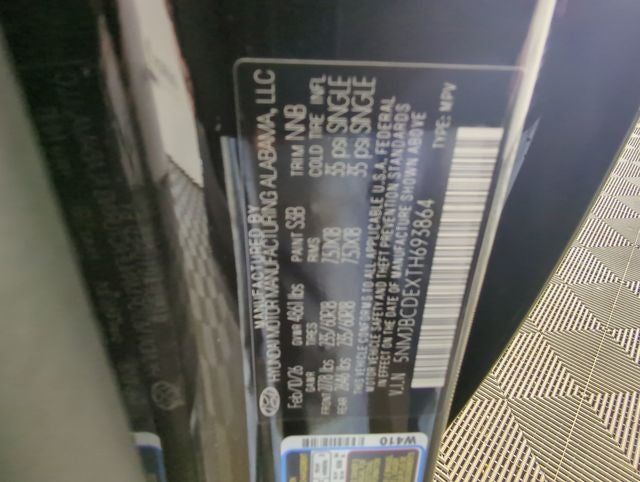 MANUFACTURED BY
HYUNDAI MOTOR MANUFACTURING ALABAMA, LLC
Feb/10/26 GVWR 4861 lbs PAINT S3B TRIM NNB
GAWR TIRES RIMS COLD TIRE INFL
FRONT 2778 lbs 235/60R18 7.5JX18 35 psi SINGLE
REAR 2646 lbs 235/60R18 7.5JX18 35 psi SINGLE
THIS VEHICLE CONFORMS TO ALL APPLICABLE U.S.A. FEDERAL
MOTOR VEHICLE SAFETY AND THEFT PREVENTION STANDARDS
IN EFFECT ON THE DATE OF MANUFACTURE SHOWN ABOVE
V.I.N 5NMJBCDEXTH693864 TYPE: MPV
W410